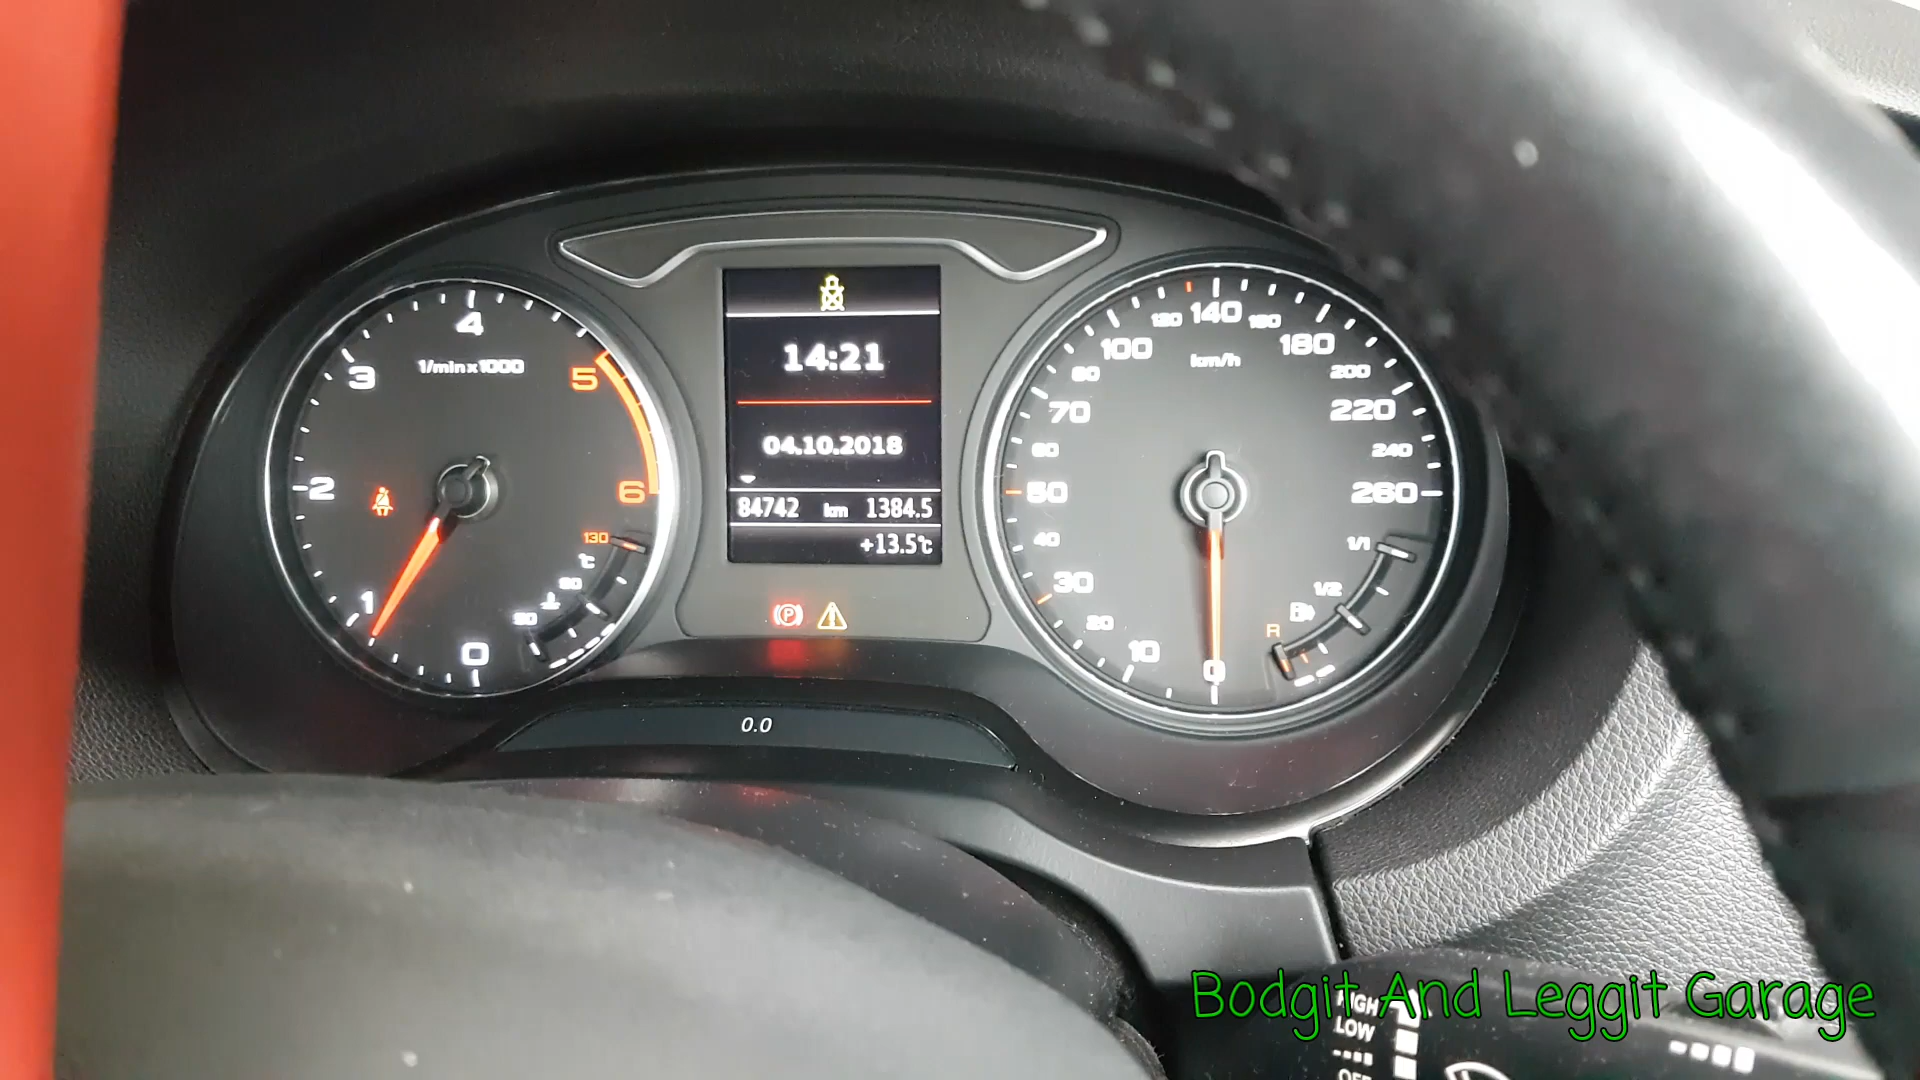 4
3
1/min x 1000
5
2
6
1
0
130
°C
90
50
14:21
04.10.2018
84742 km 1384.5
+13.5°C
(P)
0.0
120 140 160
100
km/h
180
80
200
70
220
60
240
50
260
40
30
20
10
0
1/1
1/2
R
Bodgit And Leggit Garage
HIGH
LOW
OFF